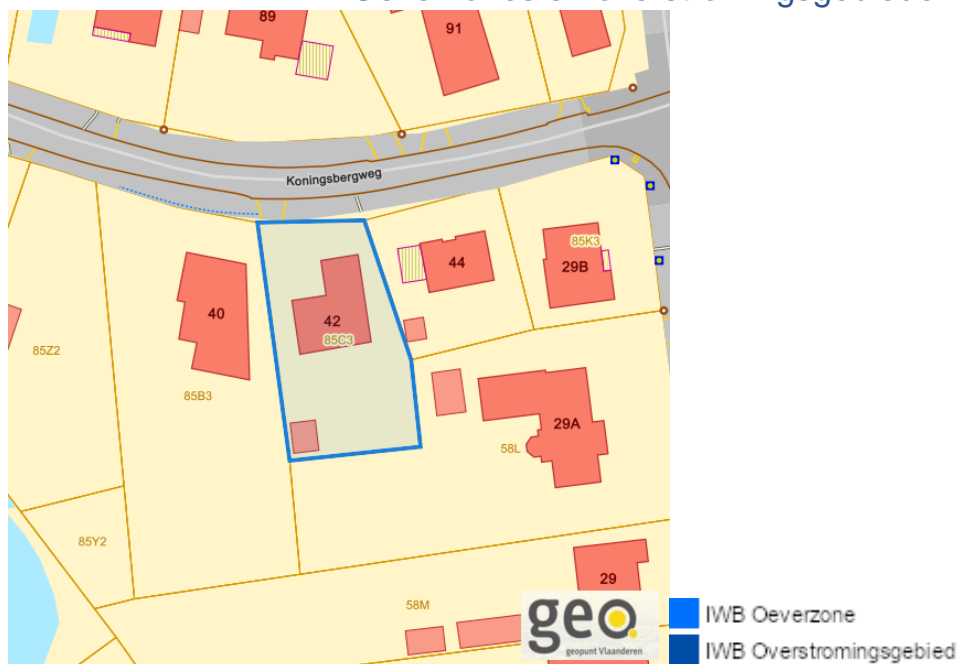 89
91
Koningsbergweg
85K3
44
29B
40
42
85C3
85Z2
85B3
29A
58L
85Y2
29
58M
geo
geopunt Vlaanderen
IWB Oeverzone
IWB Overstromingsgebied